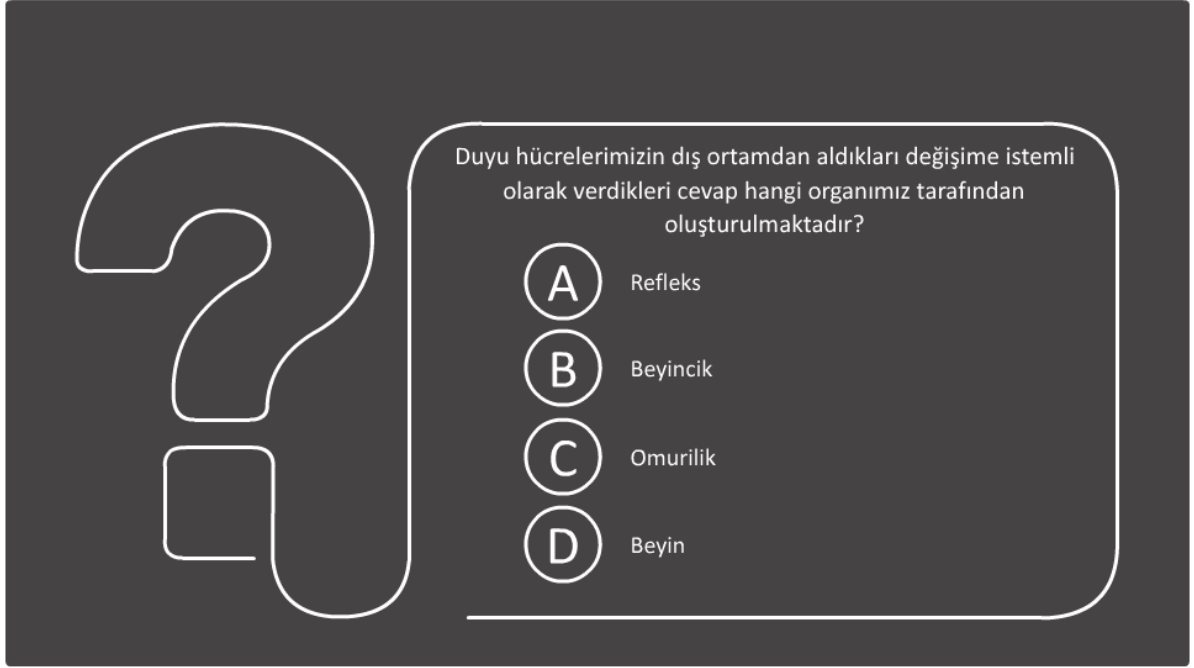 Duyu hücrelerimizin dış ortamdan aldıkları değişime istemli
olarak verdikleri cevap hangi organımız tarafından
oluşturulmaktadır?
A Refleks
B Beyincik
C Omurilik
D Beyin